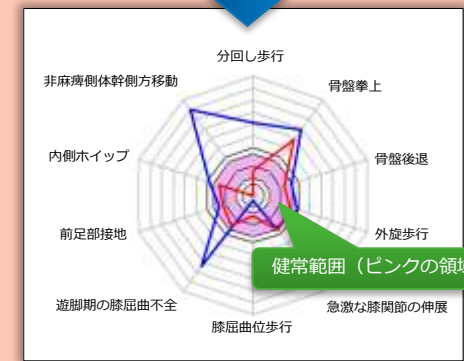 分回し歩行
非麻痺側体幹側方移動
骨盤挙上
内側ホイップ
骨盤後退
前足部接地
外旋歩行
健常範囲（ピンクの領域
遊脚期の膝屈曲不全
急激な膝関節の伸展
膝屈曲位歩行